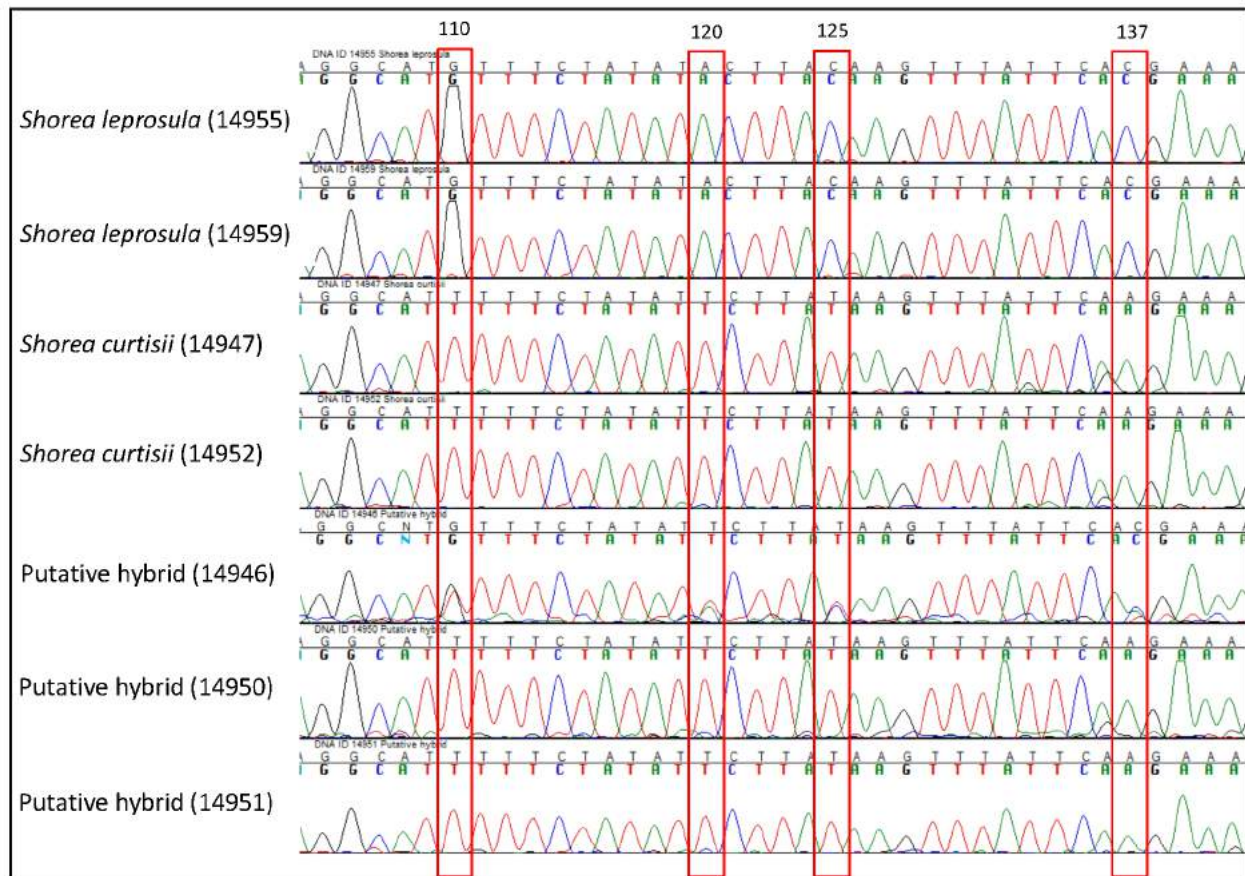 110 120 125 137
DNA ID 14955 Shorea leprosula
A G G C A T G T T T C T A T A T A C T T A C A A G T T T A T T C A C G A A A
G G C A T G T T T C T A T A T A C T T A C A A G T T T A T T C A C G A A A
Shorea leprosula (14955)
DNA ID 14959 Shorea leprosula
A G G C A T G T T T C T A T A T A C T T A C A A G T T T A T T C A C G A A A
G G C A T G T T T C T A T A T A C T T A C A A G T T T A T T C A C G A A A
Shorea leprosula (14959)
DNA ID 14947 Shorea curtisii
A G G C A T T T T T C T A T A T T C T T A T A A G T T T A T T C A A G A A A
G G C A T T T T T C T A T A T T C T T A T A A G T T T A T T C A A G A A A
Shorea curtisii (14947)
DNA ID 14952 Shorea curtisii
A G G C A T T T T T C T A T A T T C T T A T A A G T T T A T T C A A G A A A
G G C A T T T T T C T A T A T T C T T A T A A G T T T A T T C A A G A A A
Shorea curtisii (14952)
DNA ID 14946 Putative hybrid
G G C N T G T T T C T A T A T T C T T A T A A G T T T A T T C A C G A A A
G G C N T G T T T C T A T A T T C T T A T A A G T T T A T T C A C G A A A
Putative hybrid (14946)
DNA ID 14950 Putative hybrid
A G G C A T T T T T C T A T A T T C T T A T A A G T T T A T T C A A G A A A
G G C A T T T T T C T A T A T T C T T A T A A G T T T A T T C A A G A A A
Putative hybrid (14950)
DNA ID 14951 Putative hybrid
A G G C A T T T T T C T A T A T T C T T A T A A G T T T A T T C A A G A A A
G G C A T T T T T C T A T A T T C T T A T A A G T T T A T T C A A G A A A
Putative hybrid (14951)